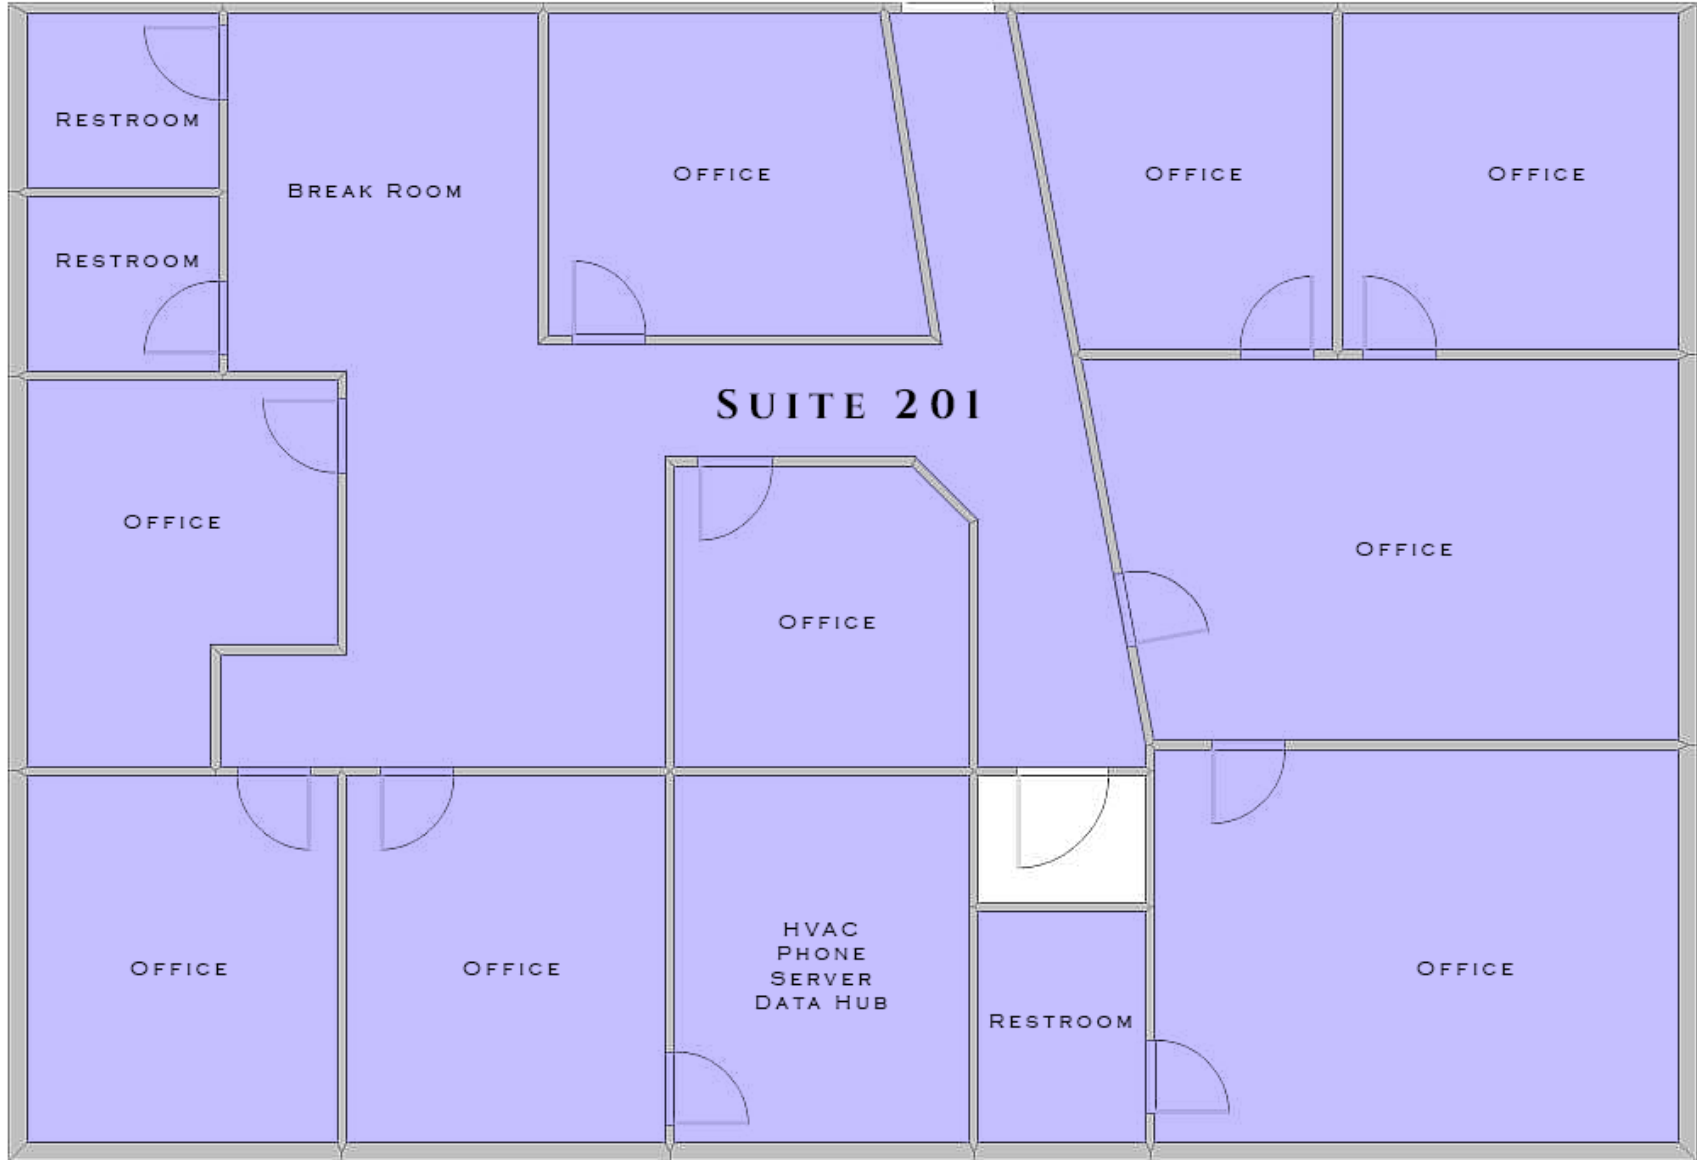 Restroom
Break Room
Office
Office
Office
Restroom
Suite 201
Office
Office
Office
Office
Office
HVAC
Phone
Server
Data Hub
Restroom
Office